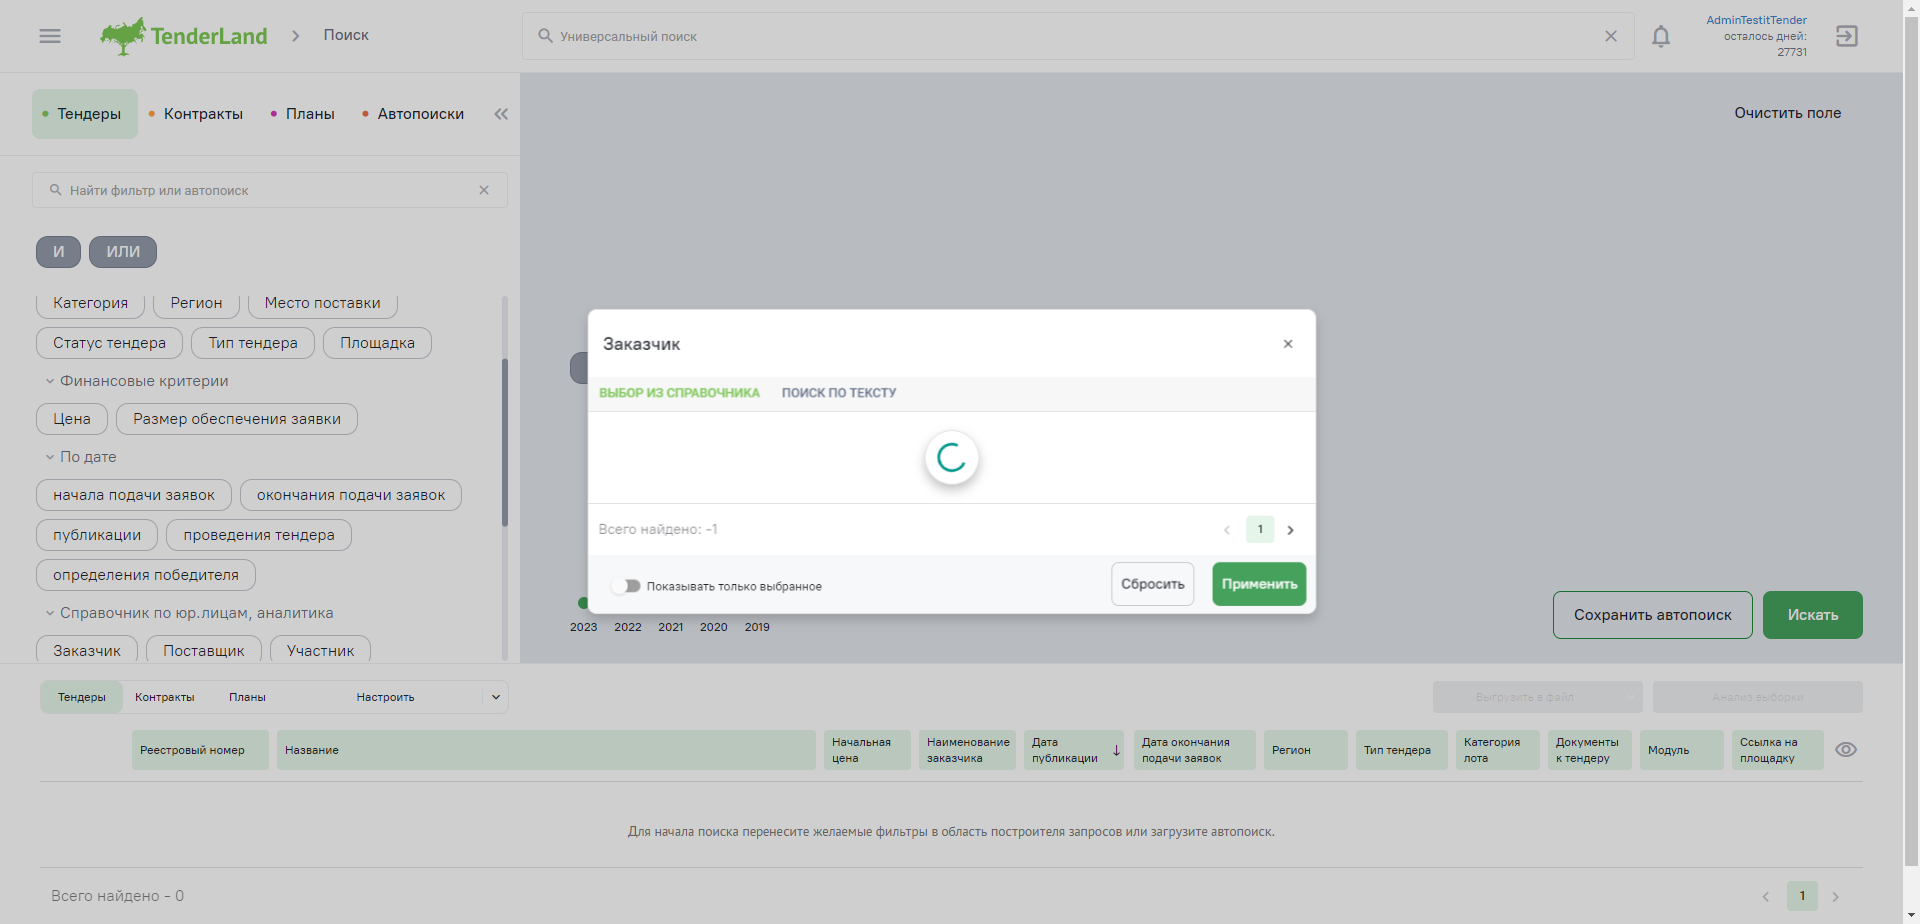 TenderLand
Поиск
Универсальный поиск
AdminTestitTender
осталось дней:
27731
Тендеры
Контракты
Планы
Автопоиски
Очистить поле
Найти фильтр или автопоиск
И
ИЛИ
Категория
Регион
Место поставки
Статус тендера
Тип тендера
Площадка
Финансовые критерии
Цена
Размер обеспечения заявки
По дате
начала подачи заявок
окончания подачи заявок
публикации
проведения тендера
определения победителя
Справочник по юр.лицам, аналитика
Заказчик
Поставщик
Участник
Заказчик
ВЫБОР ИЗ СПРАВОЧНИКА
ПОИСК ПО ТЕКСТУ
Всего найдено: -1
1
Показывать только выбранное
Сбросить
Применить
2023
2022
2021
2020
2019
Сохранить автопоиск
Искать
Тендеры
Контракты
Планы
Настроить
Выгрузить в файл
Анализ выборки
Реестровый номер
Название
Начальная
цена
Наименование
заказчика
Дата
публикации
Дата окончания
подачи заявок
Регион
Тип тендера
Категория
лота
Документы
к тендеру
Модуль
Ссылка на
площадку
Для начала поиска перенесите желаемые фильтры в область построителя запросов или загрузите автопоиск.
Всего найдено - 0
1